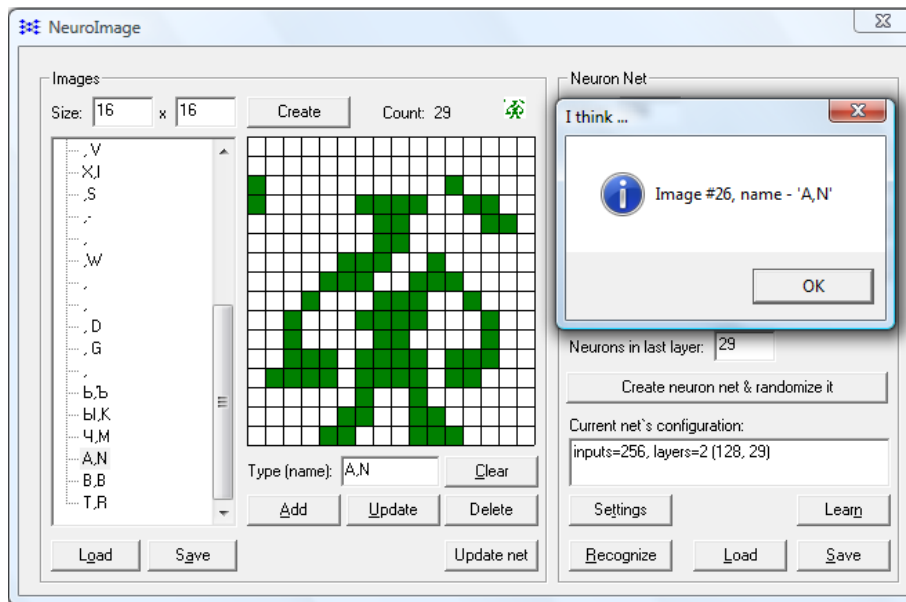 NeuroImage
Images
Size: 16 x 16
Create
Count: 29
, V
Х,I
,S
,-
,
,W
,
,
, D
, G
,
Ь,Ъ
Ы,К
Ч,М
A,N
B,B
T,R
Type (name): A,N
Clear
Add
Update
Delete
Load
Save
Update net
Neuron Net
I think ...
Image #26, name - 'A,N'
OK
Neurons in last layer: 29
Create neuron net & randomize it
Current net`s configuration:
inputs=256, layers=2 (128, 29)
Settings
Learn
Recognize
Load
Save